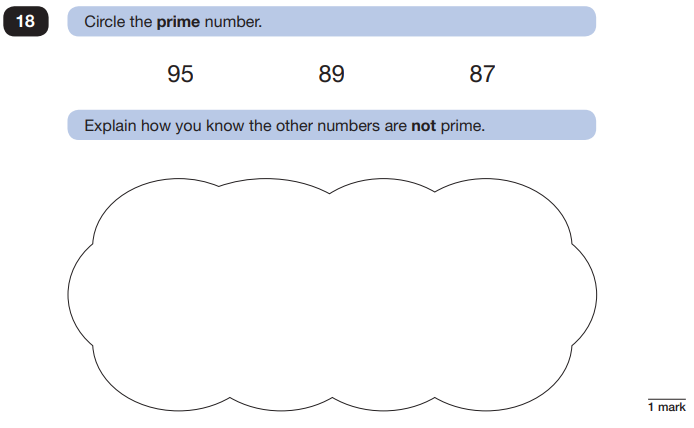 18 Circle the prime number.
95 89 87
Explain how you know the other numbers are not prime.
1 mark